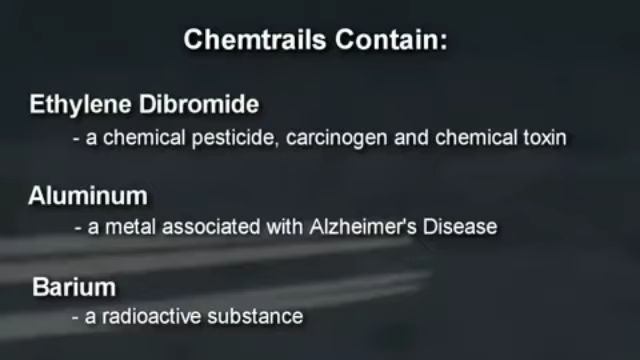 Chemtrails Contain:
Ethylene Dibromide
- a chemical pesticide, carcinogen and chemical toxin
Aluminum
- a metal associated with Alzheimer's Disease
Barium
- a radioactive substance